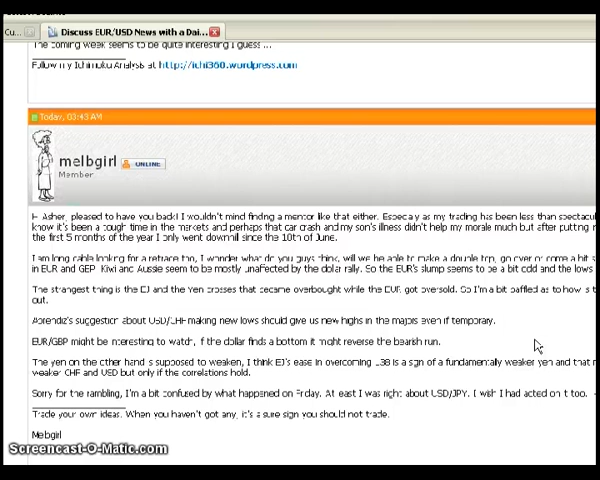 Cu...
Discuss EUR/USD News with a Dai...
The coming week seems to be quite interesting I guess ...
Follow my Ichimoku Analysis at http://ichi360.wordpress.com
Today, 03:43 AM
melbgirl ONLINE
Member
Hi Asher, pleased to have you back! I wouldn't mind finding a mentor like that either. Especially as my trading has been less than spectacul
know it's been a tough time in the markets and perhaps that car crash and my son's illness didn't help my morale much but after putting
the first 5 months of the year I only went downhill since the 10th of June.
I am long cable looking for a retrace too, I wonder what do you guys think, will we be able to make a double top, go over or come a bit s
in EUR and GBP. Kiwi and Aussie seem to be mostly unaffected by the dollar rally. So the EUR's slump seems to be a bit odd and the lows
The strangest thing is the EJ and the Yen crosses that became overbought while the EUR got oversold. So I'm a bit baffled as to how is t
out.
suggestion about USD/CHF making new lows should give us new highs in the majors even if temporary.
EUR/GBP might be interesting to watch, if the dollar finds a bottom it might reverse the bearish run.
The yen on the other hand is supposed to weaken, I think EJ's ease in overcoming 138 is a sign of a fundamentally weaker yen and that
weaker CHF and USD but only if the correlations hold.
Sorry for the rambling, I'm a bit confused by what happened on Friday. At least I was right about USD/JPY. I wish I had acted on it too.
Trade your own ideas. When you haven't got any, it's a sure sign you should not trade.
Melbgirl
Screencast-O-Matic.com